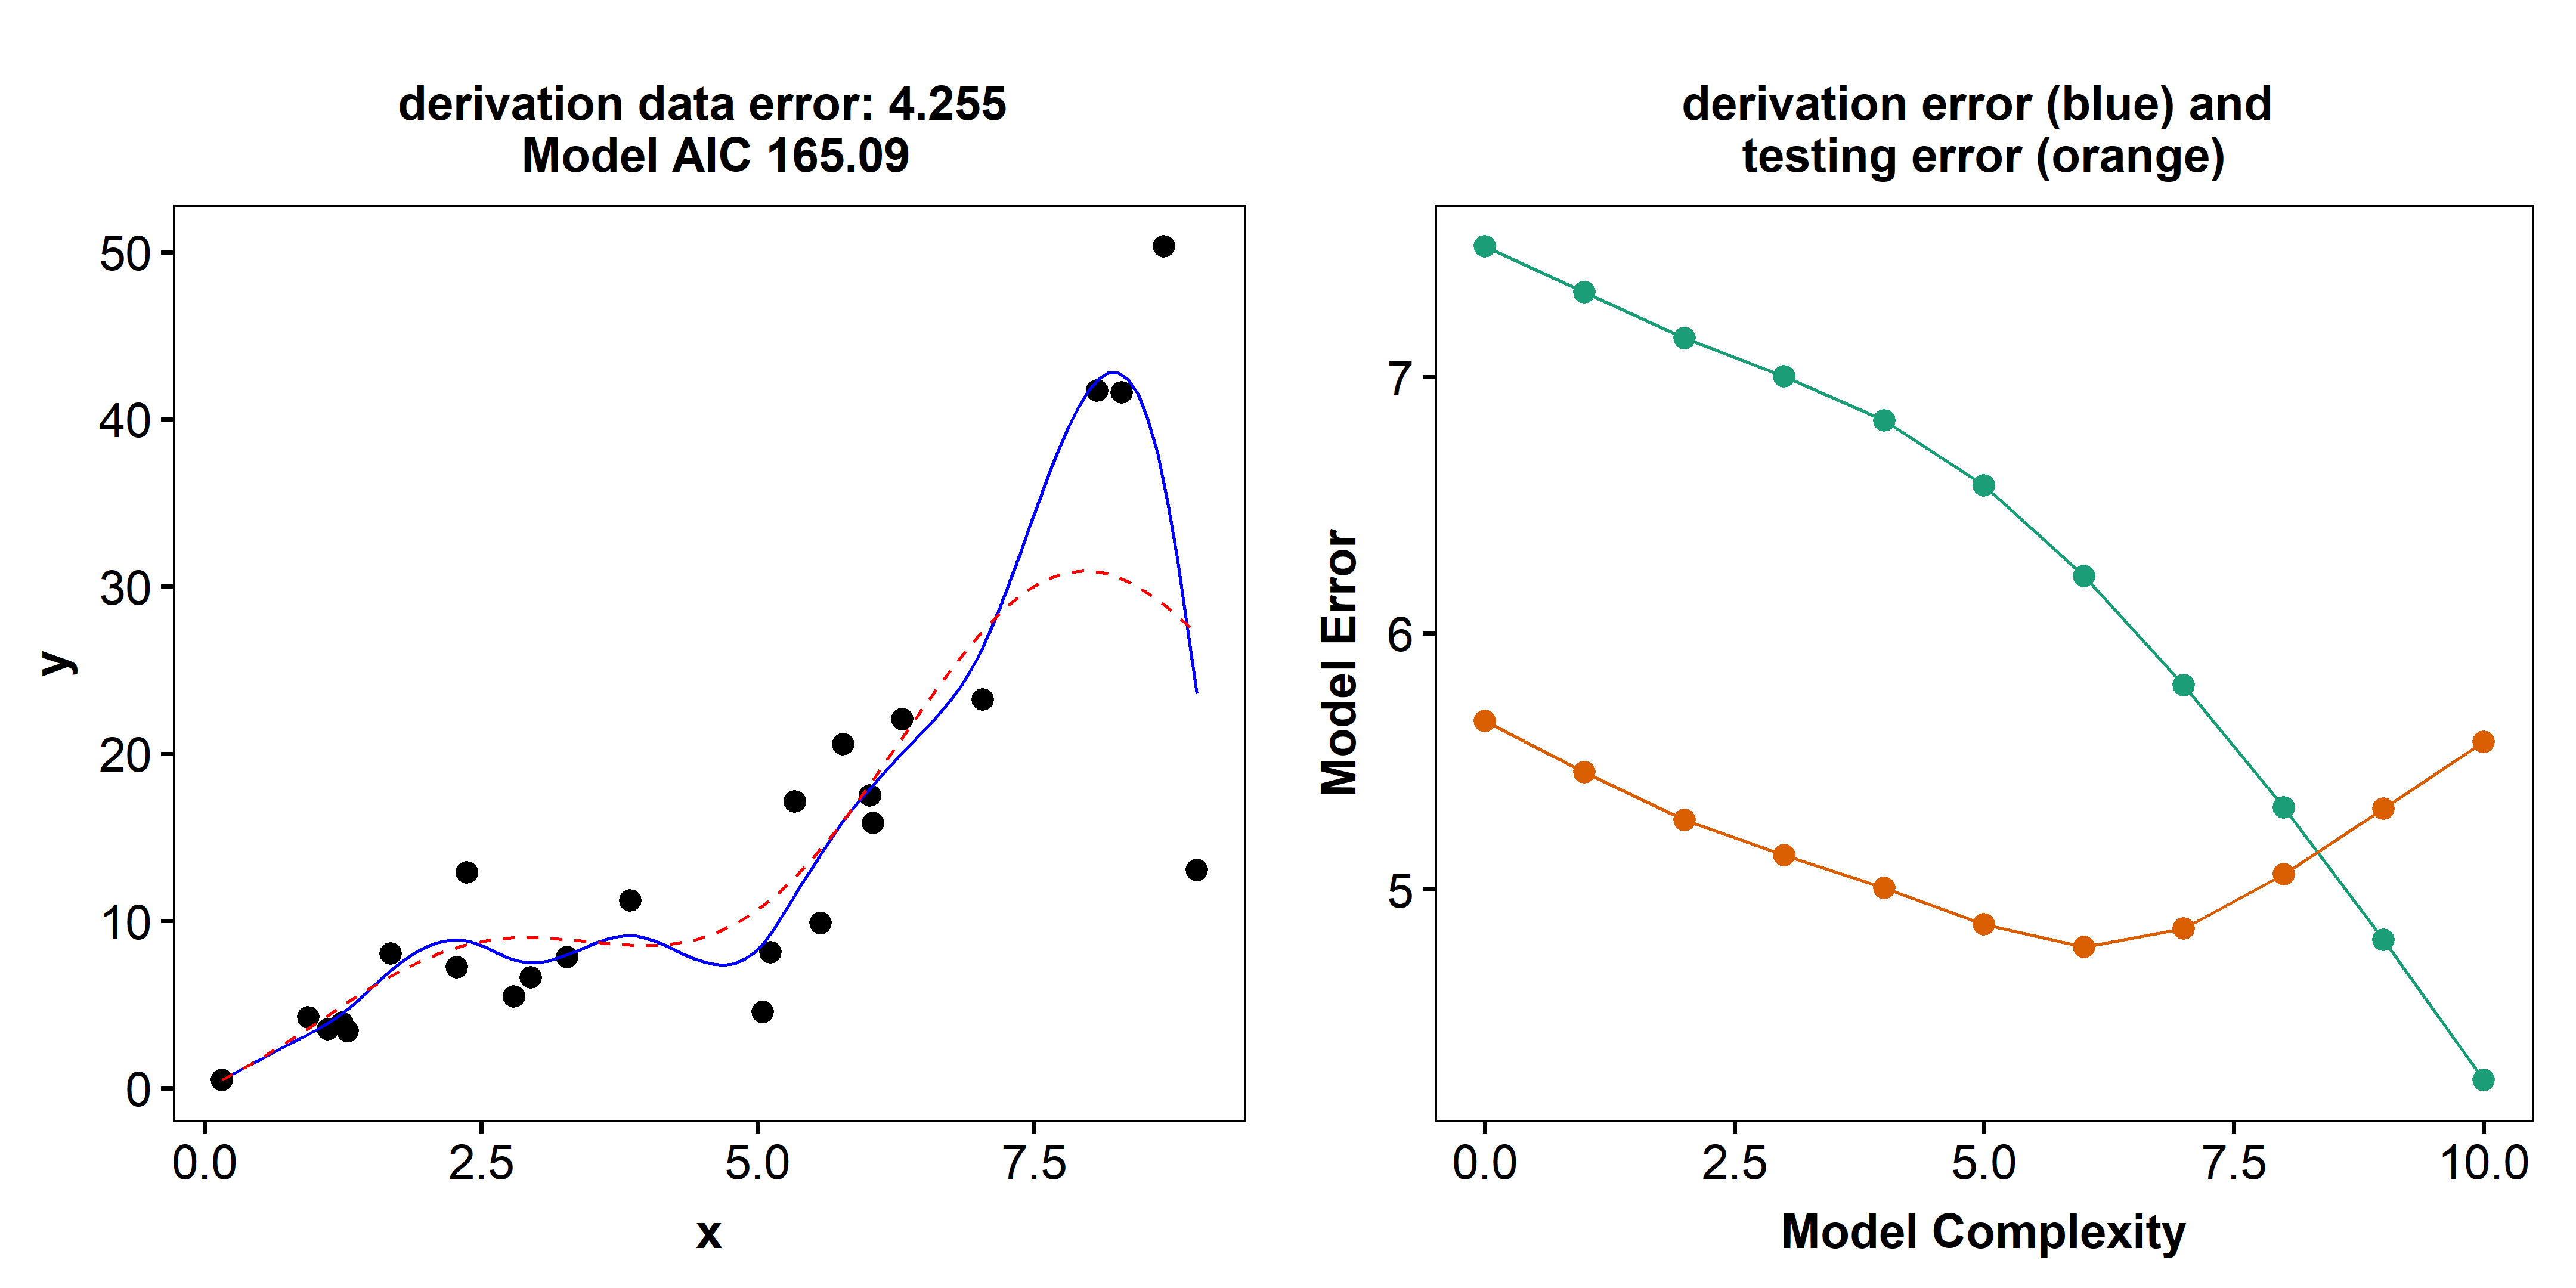 derivation data error: 4.255
Model AIC 165.09
50
40
30
20
10
0
y
0.0 2.5 5.0 7.5
x
derivation error (blue) and
testing error (orange)
7
6
5
Model Error
0.0 2.5 5.0 7.5 10.0
Model Complexity